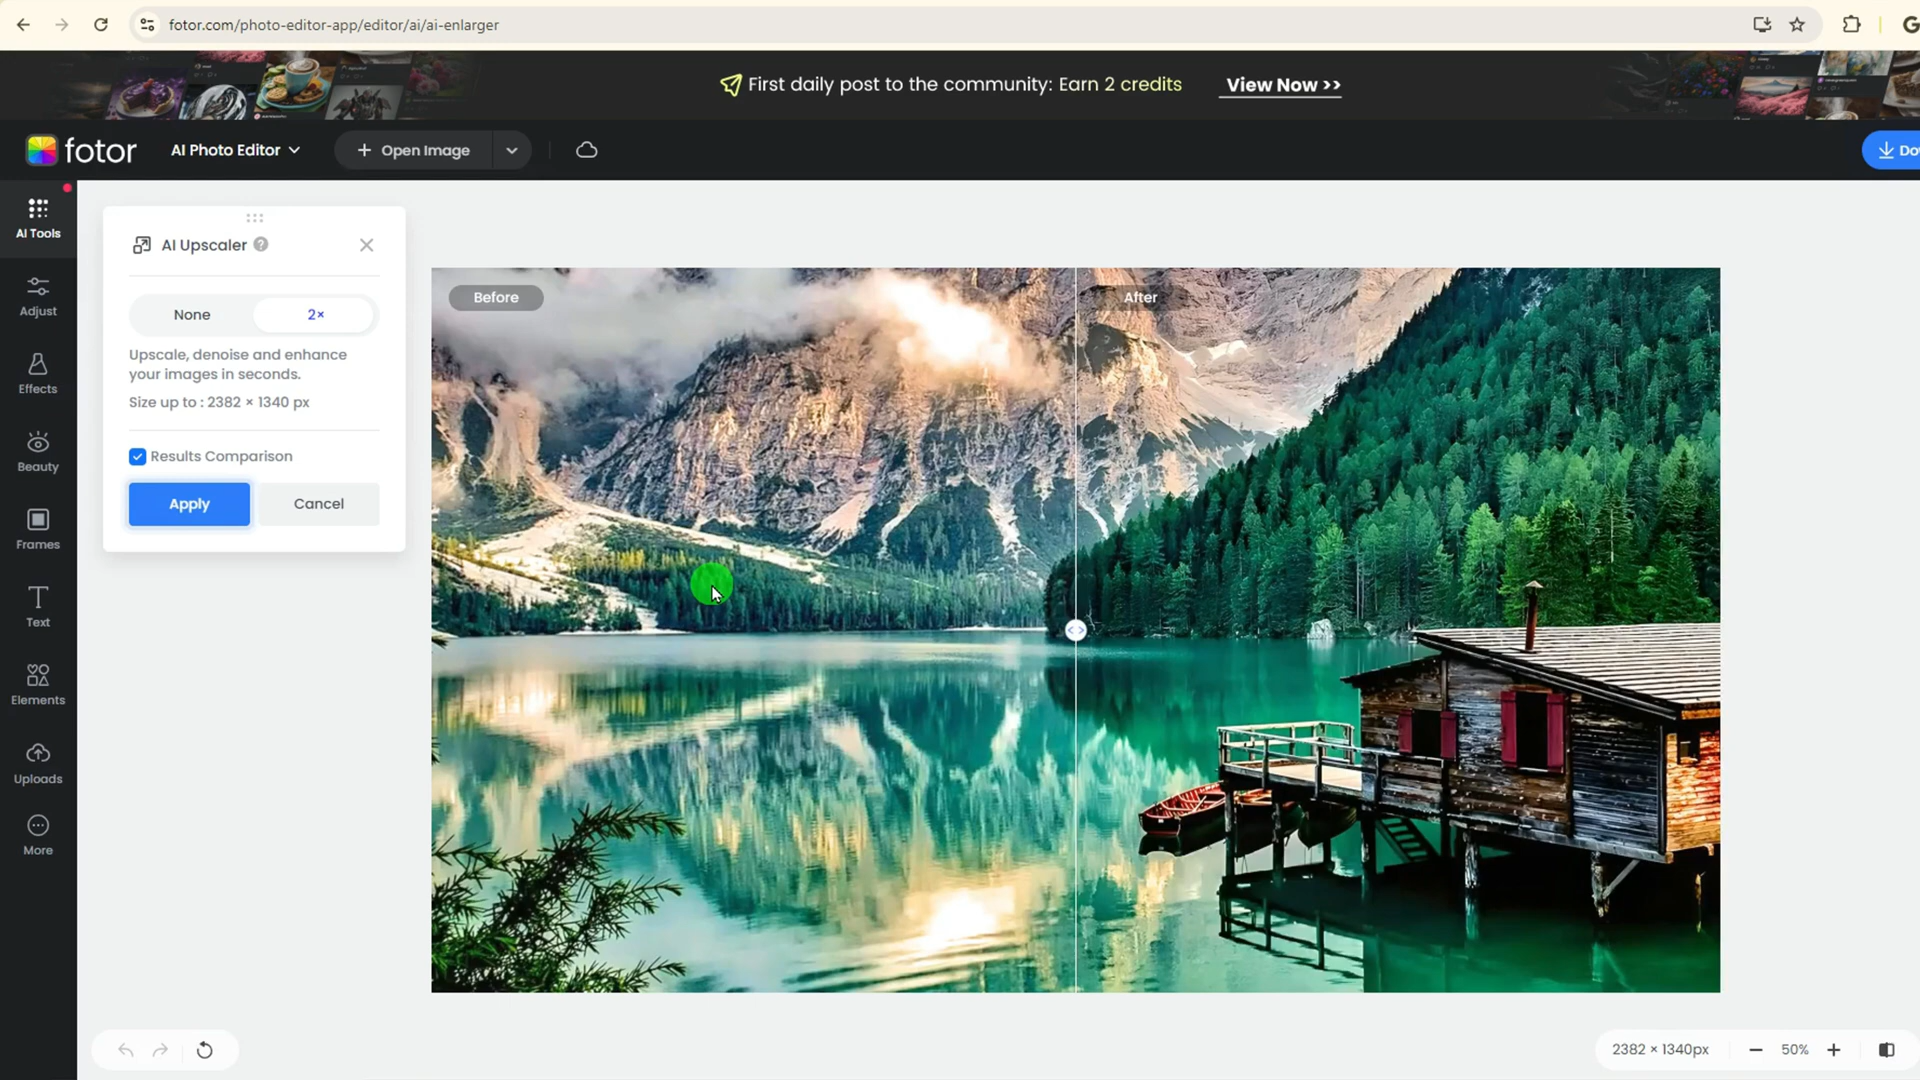 fotor.com/photo-editor-app/editor/ai/ai-enlarger
First daily post to the community: Earn 2 credits View Now >>
fotor AI Photo Editor + Open Image
AI Tools
Adjust
Effects
Beauty
Frames
Text
Elements
Uploads
More
AI Upscaler ?
None 2×
Upscale, denoise and enhance
your images in seconds.
Size up to : 2382 × 1340 px
Results Comparison
Apply Cancel
Before After
2382 × 1340px 50%